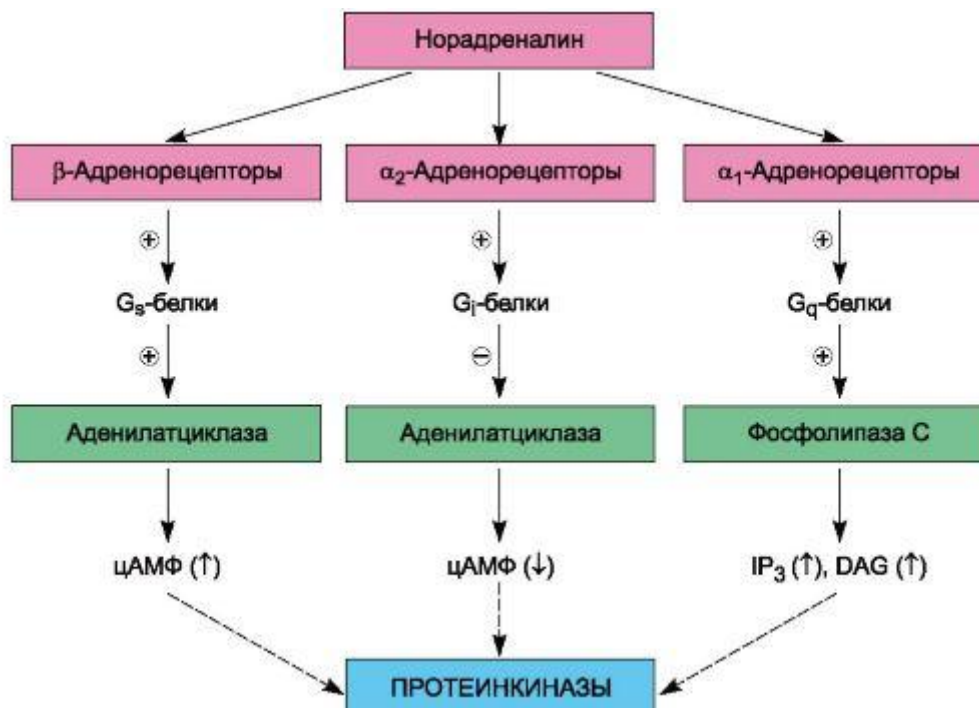 Норадреналин
β-Адренорецепторы
α₂-Адренорецепторы
α₁-Адренорецепторы
⊕
⊕
⊕
Gₛ-белки
Gᵢ-белки
G_q-белки
⊕
⊖
⊕
Аденилатциклаза
Аденилатциклаза
Фосфолипаза С
цАМФ (↑)
цАМФ (↓)
IP₃ (↑), DAG (↑)
ПРОТЕИНКИНАЗЫ